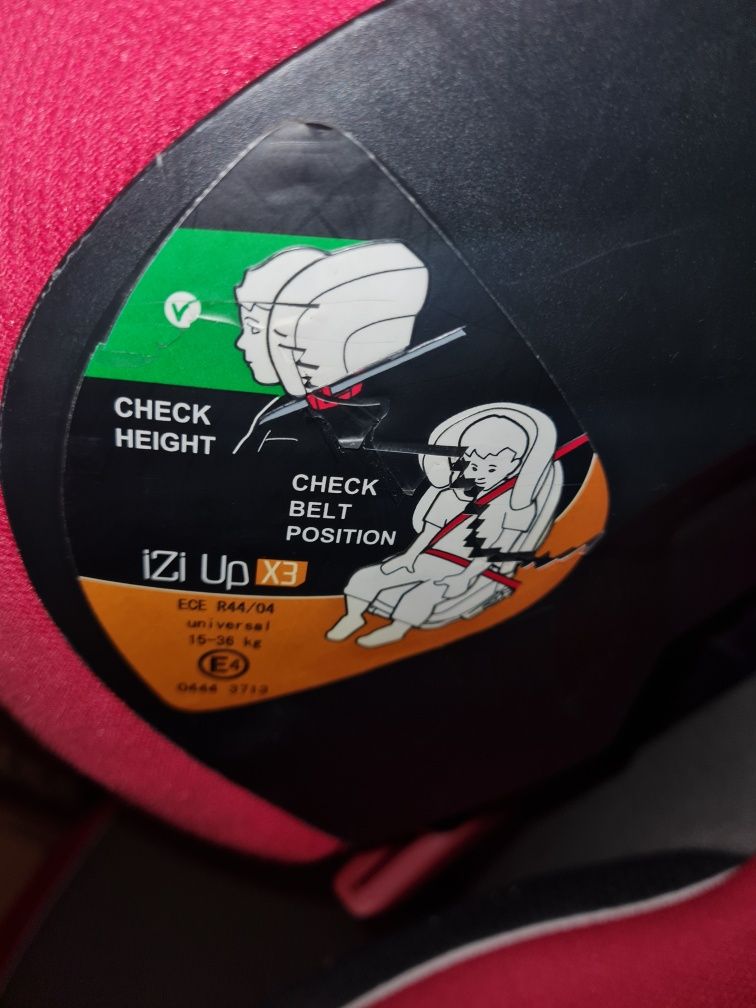 CHECK
HEIGHT
CHECK
BELT
POSITION
iZi Up X3
ECE R44/04
universal
15-36 kg
E4
0444 3713